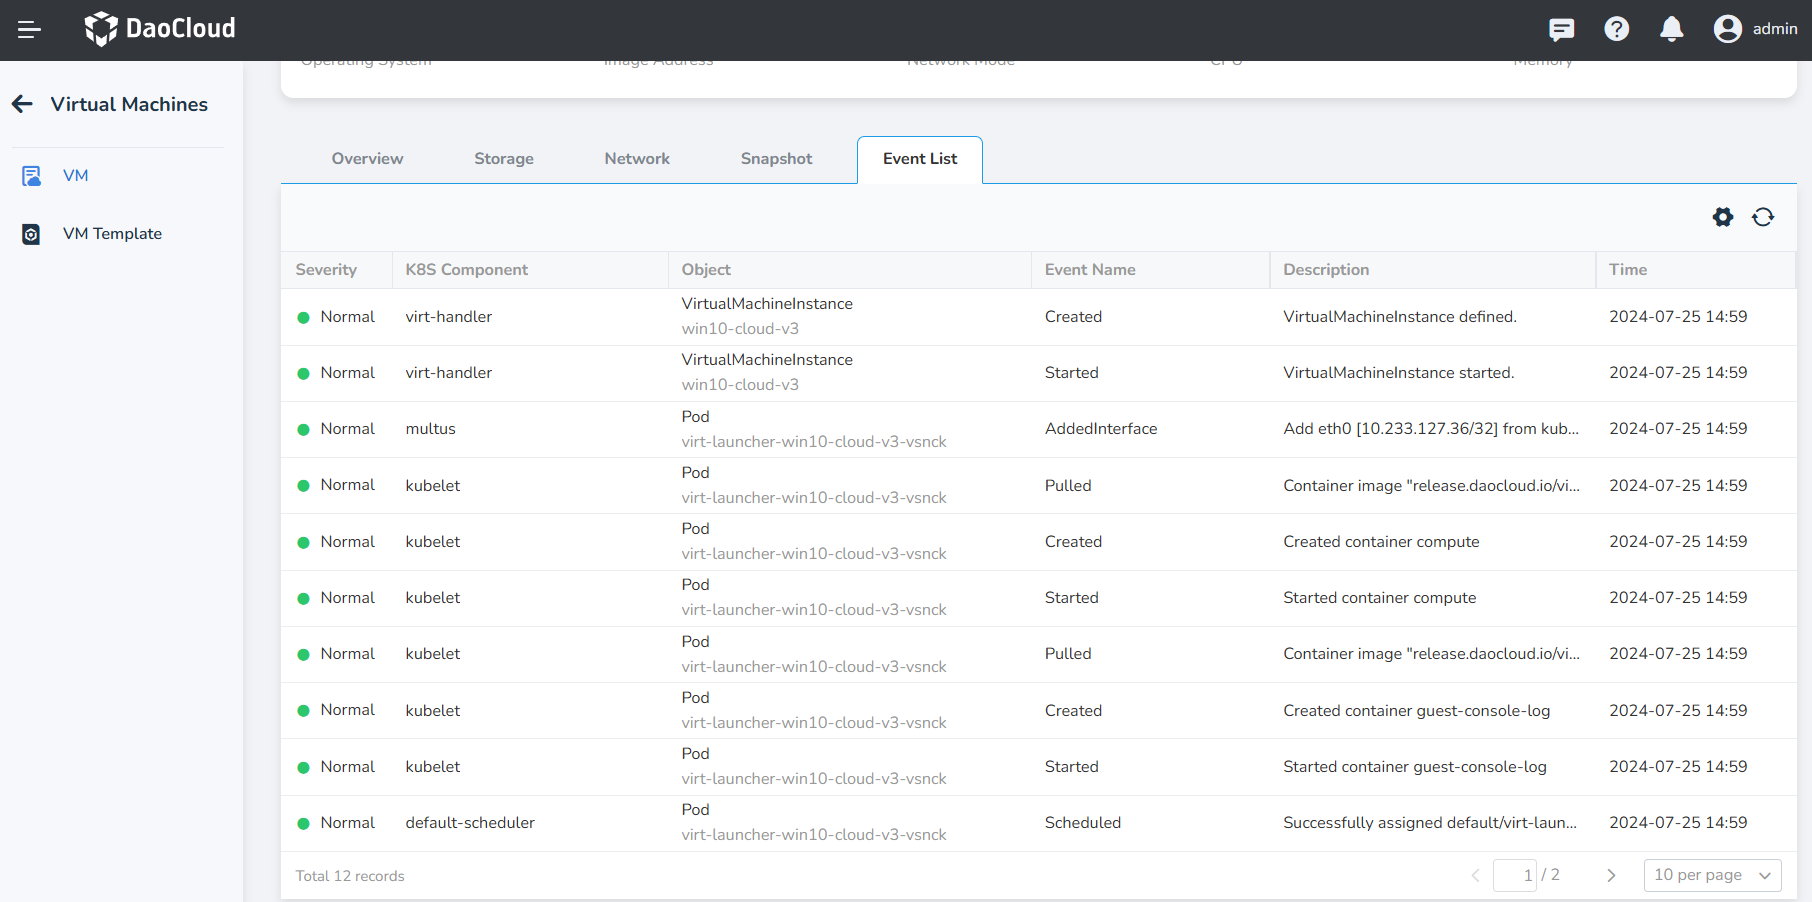 DaoCloud
admin
Operating System Image Address Network Mode CPU Memory
Virtual Machines
VM
VM Template
Overview Storage Network Snapshot Event List
Severity K8S Component Object Event Name Description Time
Normal virt-handler VirtualMachineInstance Created VirtualMachineInstance defined. 2024-07-25 14:59
win10-cloud-v3
Normal virt-handler VirtualMachineInstance Started VirtualMachineInstance started. 2024-07-25 14:59
win10-cloud-v3
Normal multus Pod AddedInterface Add eth0 [10.233.127.36/32] from kub... 2024-07-25 14:59
virt-launcher-win10-cloud-v3-vsnck
Normal kubelet Pod Pulled Container image "release.daocloud.io/vi... 2024-07-25 14:59
virt-launcher-win10-cloud-v3-vsnck
Normal kubelet Pod Created Created container compute 2024-07-25 14:59
virt-launcher-win10-cloud-v3-vsnck
Normal kubelet Pod Started Started container compute 2024-07-25 14:59
virt-launcher-win10-cloud-v3-vsnck
Normal kubelet Pod Pulled Container image "release.daocloud.io/vi... 2024-07-25 14:59
virt-launcher-win10-cloud-v3-vsnck
Normal kubelet Pod Created Created container guest-console-log 2024-07-25 14:59
virt-launcher-win10-cloud-v3-vsnck
Normal kubelet Pod Started Started container guest-console-log 2024-07-25 14:59
virt-launcher-win10-cloud-v3-vsnck
Normal default-scheduler Pod Scheduled Successfully assigned default/virt-laun... 2024-07-25 14:59
virt-launcher-win10-cloud-v3-vsnck
Total 12 records 1 / 2 10 per page